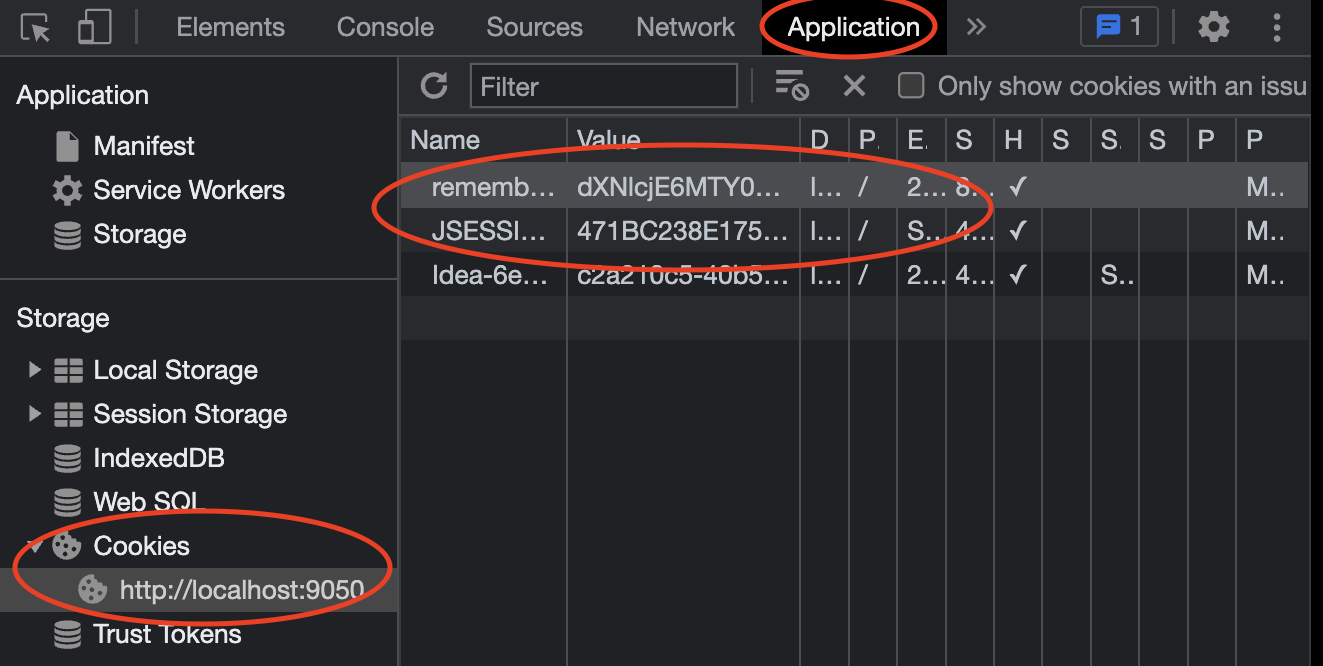 Elements Console Sources Network Application » 1
Application
Manifest
Service Workers
Storage
Storage
Local Storage
Session Storage
IndexedDB
Web SQL
Cookies
http://localhost:9050
Trust Tokens
Filter Only show cookies with an issu
Name Value D P. E. S H S S. S P P
rememb... dXNlcjE6MTY0... l... / 2... 8... ✓ M..
JSESSI... 471BC238E175... l... / S... 4... ✓ M..
Idea-6e... c2a210c5-40b5... l... / 2... 4... ✓ S.. M..